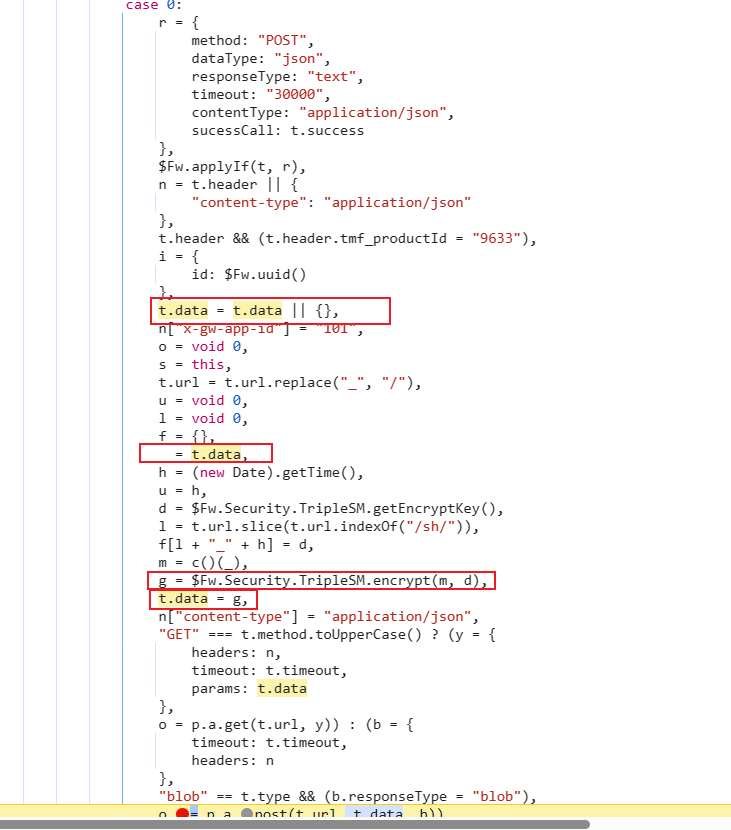 case 0:
r = {
method: "POST",
dataType: "json",
responseType: "text",
timeout: "30000",
contentType: "application/json",
sucessCall: t.success
},
$Fw.applyIf(t, r),
n = t.header || {
"content-type": "application/json"
},
t.header && (t.header.tmf_productId = "9633"),
i = {
id: $Fw.uuid()
},
t.data = t.data || {},
n["x-gw-app-id"] = "101",
o = void 0,
s = this,
t.url = t.url.replace("_", "/"),
u = void 0,
l = void 0,
f = {},
= t.data,
h = (new Date).getTime(),
u = h,
d = $Fw.Security.TripleSM.getEncryptKey(),
l = t.url.slice(t.url.indexOf("/sh/")),
f[l + "_" + h] = d,
m = c()(_),
g = $Fw.Security.TripleSM.encrypt(m, d),
t.data = g,
n["content-type"] = "application/json",
"GET" === t.method.toUpperCase() ? (y = {
headers: n,
timeout: t.timeout,
params: t.data
},
o = p.a.get(t.url, y)) : (b = {
timeout: t.timeout,
headers: n
},
"blob" == t.type && (b.responseType = "blob"),
o = p.a.post(t.url, t.data, b))